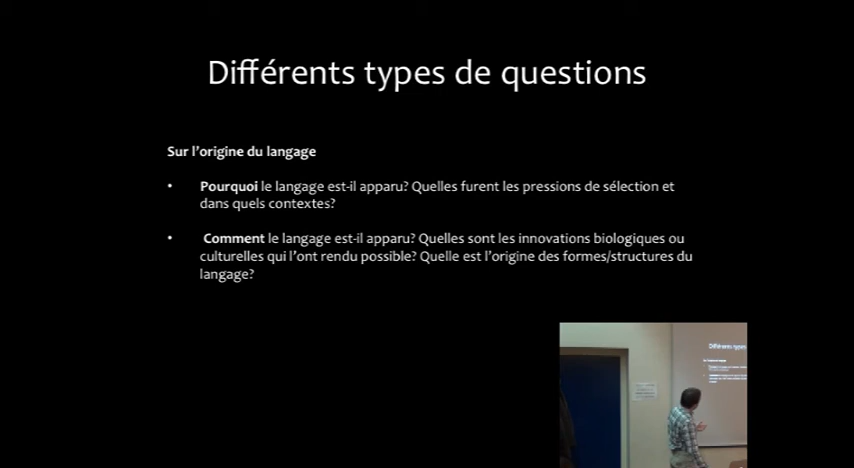 Différents types de questions
Sur l'origine du langage
• Pourquoi le langage est-il apparu? Quelles furent les pressions de sélection et
dans quels contextes?
• Comment le langage est-il apparu? Quelles sont les innovations biologiques ou
culturelles qui l'ont rendu possible? Quelle est l'origine des formes/structures du
langage?
Différents types